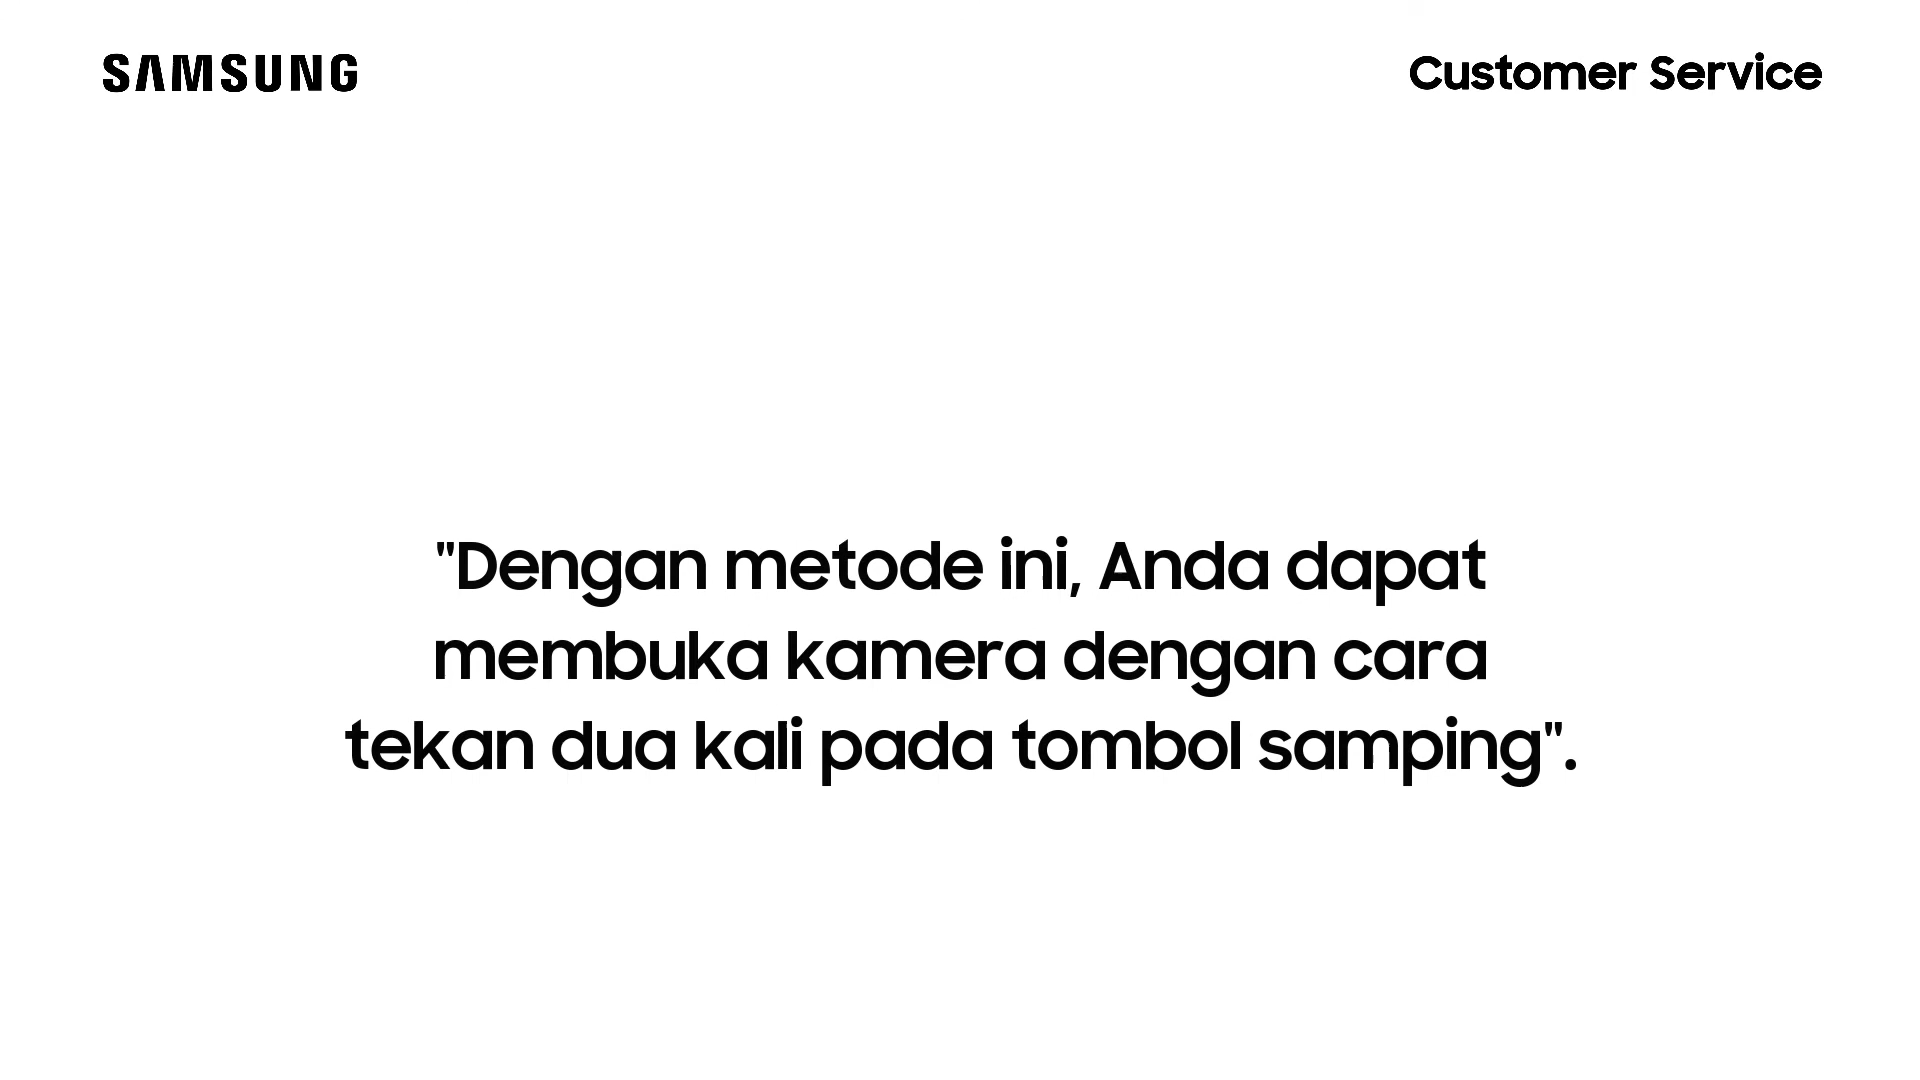 SAMSUNG
Customer Service
"Dengan metode ini, Anda dapat
membuka kamera dengan cara
tekan dua kali pada tombol samping".